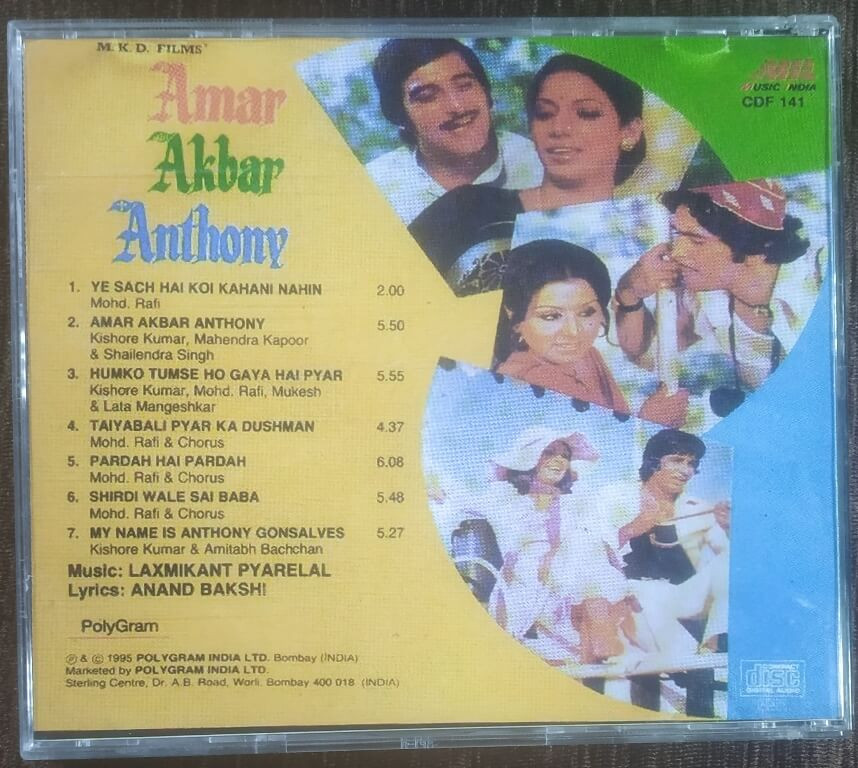 M. K. D. FILMS'
Amar
Akbar
Anthony
MIL
MUSIC INDIA
CDF 141
1. YE SACH HAI KOI KAHANI NAHIN 2.00
Mohd. Rafi
2. AMAR AKBAR ANTHONY 5.50
Kishore Kumar, Mahendra Kapoor
& Shailendra Singh
3. HUMKO TUMSE HO GAYA HAI PYAR 5.55
Kishore Kumar, Mohd. Rafi, Mukesh
& Lata Mangeshkar
4. TAIYABALI PYAR KA DUSHMAN 4.37
Mohd. Rafi & Chorus
5. PARDAH HAI PARDAH 6.08
Mohd. Rafi & Chorus
6. SHIRDI WALE SAI BABA 5.48
Mohd. Rafi & Chorus
7. MY NAME IS ANTHONY GONSALVES 5.27
Kishore Kumar & Amitabh Bachchan
Music: LAXMIKANT PYARELAL
Lyrics: ANAND BAKSHI
PolyGram
℗ & © 1995 POLYGRAM INDIA LTD. Bombay (INDIA)
Marketed by POLYGRAM INDIA LTD.
Sterling Centre, Dr. A.B. Road, Worli. Bombay 400 018 (INDIA)
COMPACT
disc
DIGITAL AUDIO